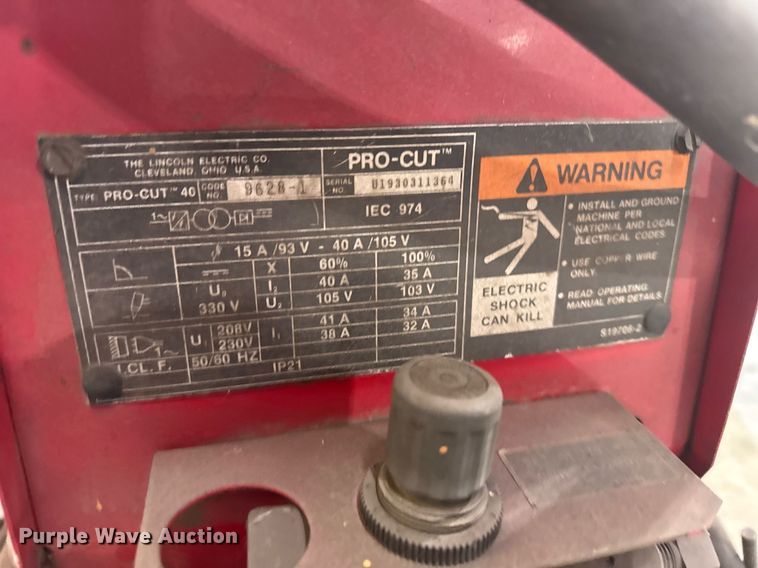 THE LINCOLN ELECTRIC CO.
CLEVELAND, OHIO U.S.A.
PRO-CUT™
TYPE PRO-CUT™ 40 CODE NO. 9628-1
SERIAL NO. U1930311364
IEC 974
1~
15 A /93 V - 40 A /105 V
X 60% 100%
U₀ I₂ 40 A 35 A
330 V U₂ 105 V 103 V
U₁ 208V I₁ 41 A 34 A
230V 38 A 32 A
1~
I.CL. F. 50/60 HZ IP21
WARNING
• INSTALL AND GROUND
MACHINE PER
NATIONAL AND LOCAL
ELECTRICAL CODES.
• USE COPPER WIRE
ONLY.
• READ OPERATING
MANUAL FOR DETAILS.
ELECTRIC
SHOCK
CAN KILL
S19706-2
Purple Wave Auction